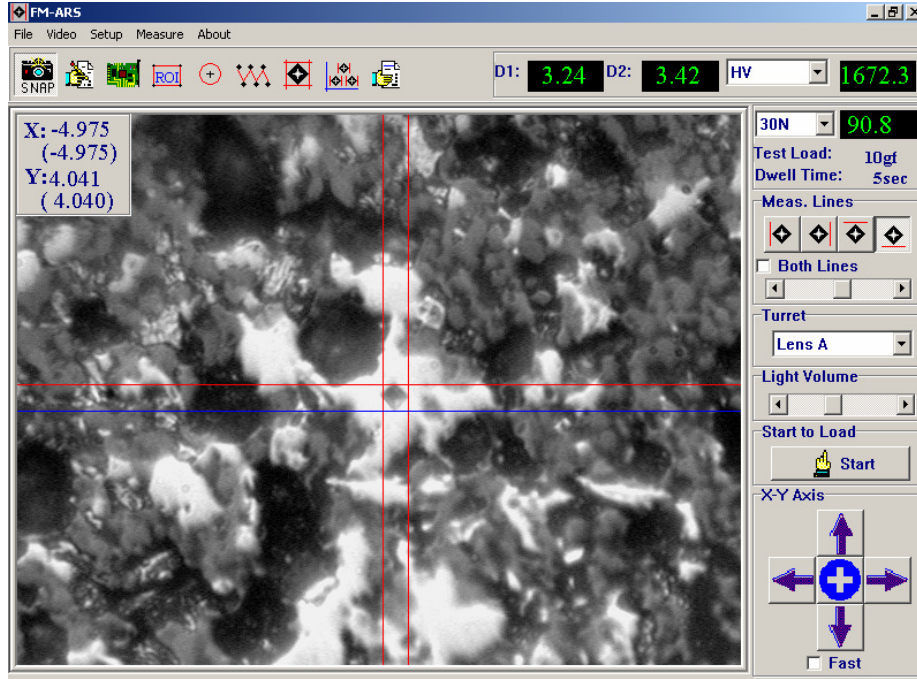 FM-ARS
File Video Setup Measure About
SNAP
ROI
D1: 3.24 D2: 3.42 HV 1672.3
X: -4.975
(-4.975)
Y:4.041
( 4.040)
30N 90.8
Test Load: 10gf
Dwell Time: 5sec
Meas. Lines
Both Lines
Turret
Lens A
Light Volume
Start to Load
Start
X-Y Axis
Fast